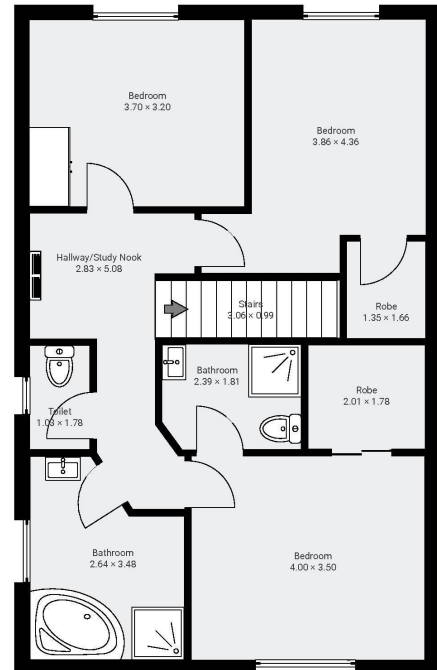 Bedroom
3.70 × 3.20
Bedroom
3.86 × 4.36
Hallway/Study Nook
2.83 × 5.08
Stairs
3.06 × 0.99
Robe
1.35 × 1.66
Bathroom
2.39 × 1.81
Robe
2.01 × 1.78
Toilet
1.03 × 1.78
Bathroom
2.64 × 3.48
Bedroom
4.00 × 3.50